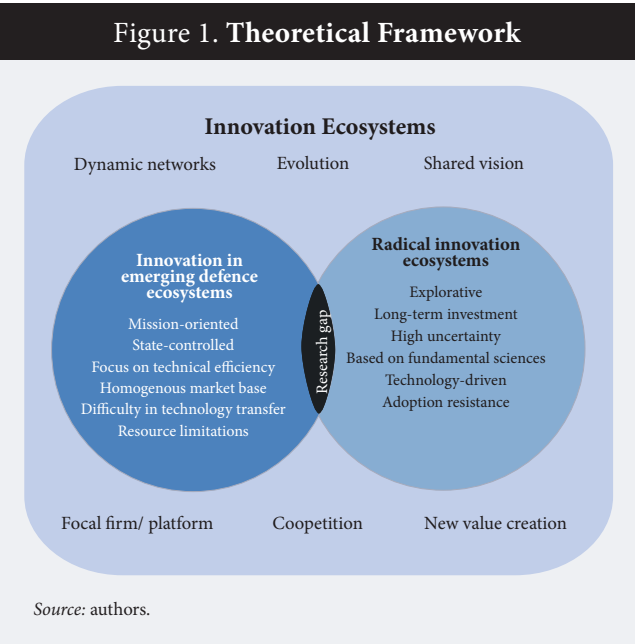 Figure 1. Theoretical Framework
Innovation Ecosystems
Dynamic networks
Evolution
Shared vision
Innovation in
emerging defence
ecosystems
Mission-oriented
State-controlled
Focus on technical efficiency
Homogenous market base
Difficulty in technology transfer
Resource limitations
Research gap
Radical innovation
ecosystems
Explorative
Long-term investment
High uncertainty
Based on fundamental sciences
Technology-driven
Adoption resistance
Focal firm/ platform
Coopetition
New value creation
Source: authors.